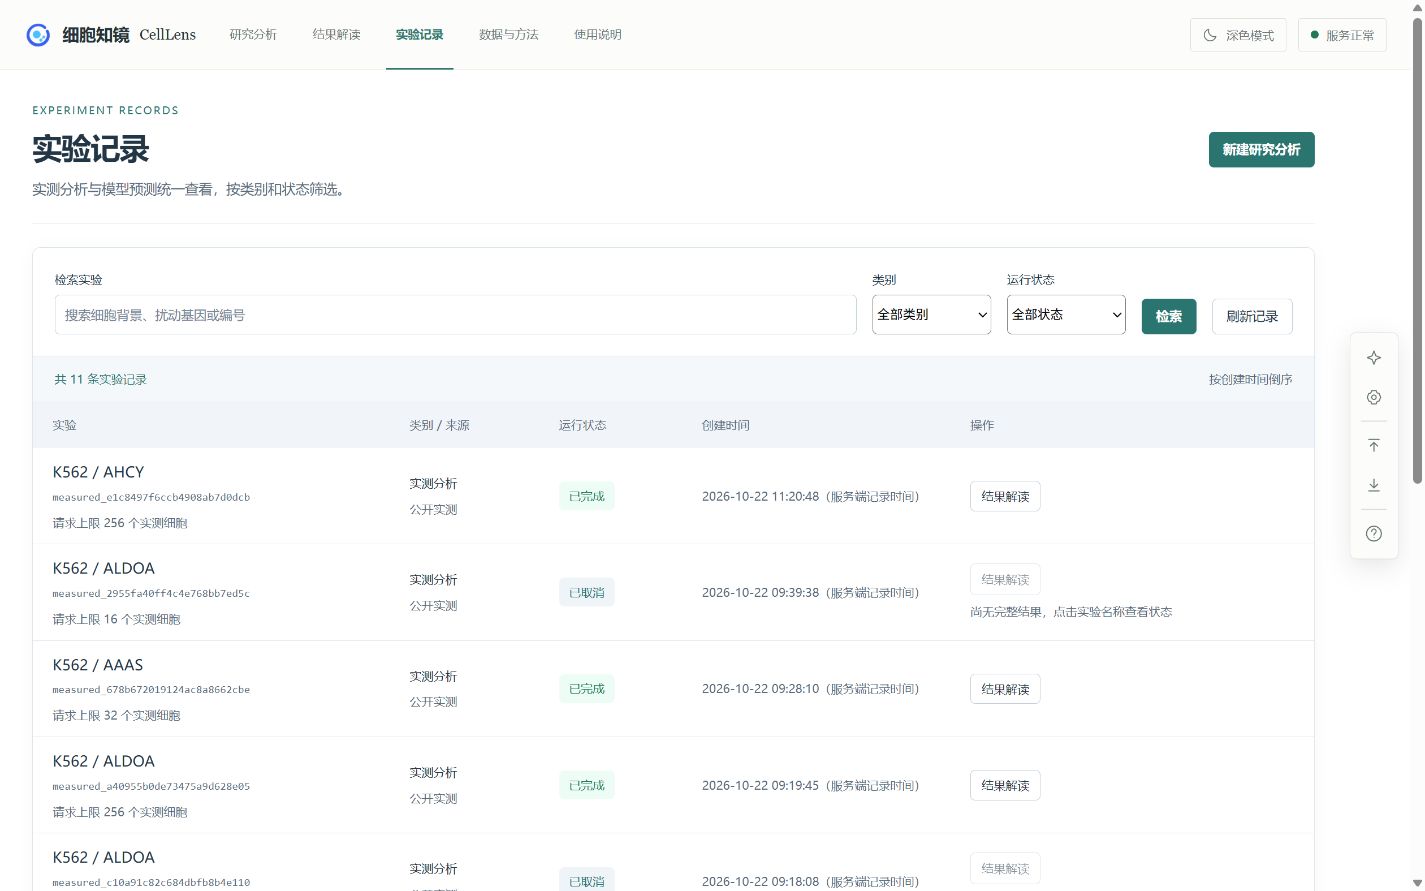 细胞知镜 CellLens 研究分析 结果解读 实验记录 数据与方法 使用说明 深色模式 服务正常
EXPERIMENT RECORDS
实验记录
新建研究分析
实测分析与模型预测统一查看，按类别和状态筛选。
检索实验 类别 运行状态
搜索细胞背景、扰动基因或编号 全部类别 全部状态 检索 刷新记录
共 11 条实验记录 按创建时间倒序
实验 类别 / 来源 运行状态 创建时间 操作
K562 / AHCY
measured_e1c8497f6ccb4908ab7d0dcb
请求上限 256 个实测细胞
实测分析
公开实测
已完成
2026-10-22 11:20:48（服务端记录时间）
结果解读
K562 / ALDOA
measured_2955fa40ff4c4e768bb7ed5c
请求上限 16 个实测细胞
实测分析
公开实测
已取消
2026-10-22 09:39:38（服务端记录时间）
结果解读
尚无完整结果，点击实验名称查看状态
K562 / AAAS
measured_678b672019124ac8a8662cbe
请求上限 32 个实测细胞
实测分析
公开实测
已完成
2026-10-22 09:28:10（服务端记录时间）
结果解读
K562 / ALDOA
measured_a40955b0de73475a9d628e05
请求上限 256 个实测细胞
实测分析
公开实测
已完成
2026-10-22 09:19:45（服务端记录时间）
结果解读
K562 / ALDOA
measured_c10a91c82c684dbfb8b4e110
实测分析
已取消
2026-10-22 09:18:08（服务端记录时间）
结果解读